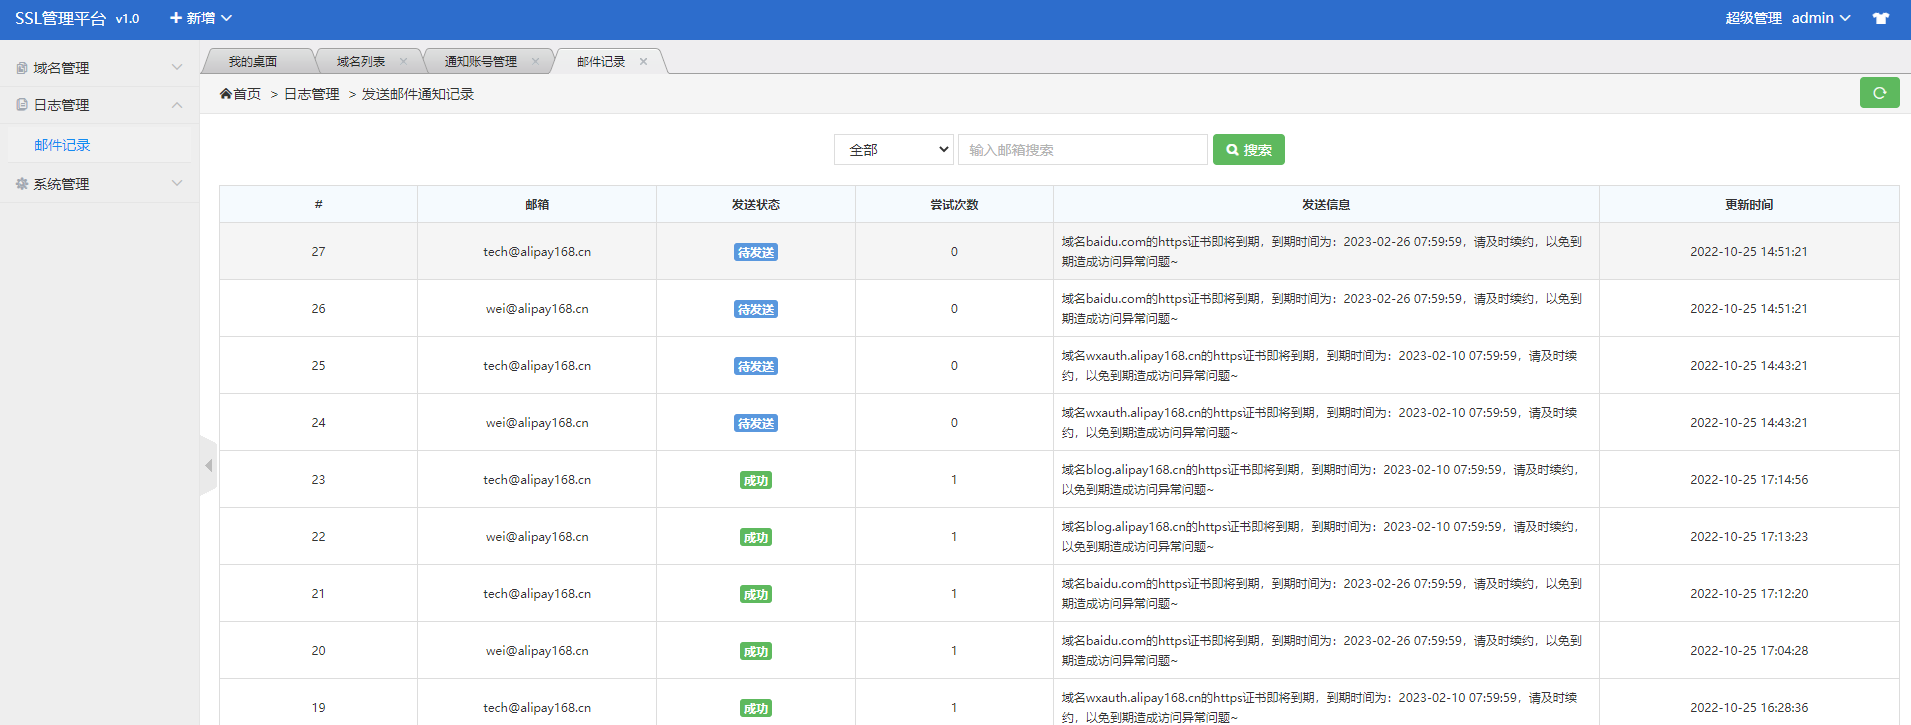 SSL管理平台 v1.0 新增 超级管理 admin
域名管理
日志管理
邮件记录
系统管理
我的桌面 域名列表 通知账号管理 邮件记录
首页 > 日志管理 > 发送邮件通知记录
全部 输入邮箱搜索 搜索
# 邮箱 发送状态 尝试次数 发送信息 更新时间
27 tech@alipay168.cn 待发送 0 域名baidu.com的https证书即将到期，到期时间为：2023-02-26 07:59:59，请及时续约，以免到
期造成访问异常问题~ 2022-10-25 14:51:21
26 wei@alipay168.cn 待发送 0 域名baidu.com的https证书即将到期，到期时间为：2023-02-26 07:59:59，请及时续约，以免到
期造成访问异常问题~ 2022-10-25 14:51:21
25 tech@alipay168.cn 待发送 0 域名wxauth.alipay168.cn的https证书即将到期，到期时间为：2023-02-10 07:59:59，请及时续
约，以免到期造成访问异常问题~ 2022-10-25 14:43:21
24 wei@alipay168.cn 待发送 0 域名wxauth.alipay168.cn的https证书即将到期，到期时间为：2023-02-10 07:59:59，请及时续
约，以免到期造成访问异常问题~ 2022-10-25 14:43:21
23 tech@alipay168.cn 成功 1 域名blog.alipay168.cn的https证书即将到期，到期时间为：2023-02-10 07:59:59，请及时续约，
以免到期造成访问异常问题~ 2022-10-25 17:14:56
22 wei@alipay168.cn 成功 1 域名blog.alipay168.cn的https证书即将到期，到期时间为：2023-02-10 07:59:59，请及时续约，
以免到期造成访问异常问题~ 2022-10-25 17:13:23
21 tech@alipay168.cn 成功 1 域名baidu.com的https证书即将到期，到期时间为：2023-02-26 07:59:59，请及时续约，以免到
期造成访问异常问题~ 2022-10-25 17:12:20
20 wei@alipay168.cn 成功 1 域名baidu.com的https证书即将到期，到期时间为：2023-02-26 07:59:59，请及时续约，以免到
期造成访问异常问题~ 2022-10-25 17:04:28
19 tech@alipay168.cn 成功 1 域名wxauth.alipay168.cn的https证书即将到期，到期时间为：2023-02-10 07:59:59，请及时续
约，以免到期造成访问异常问题~ 2022-10-25 16:28:36